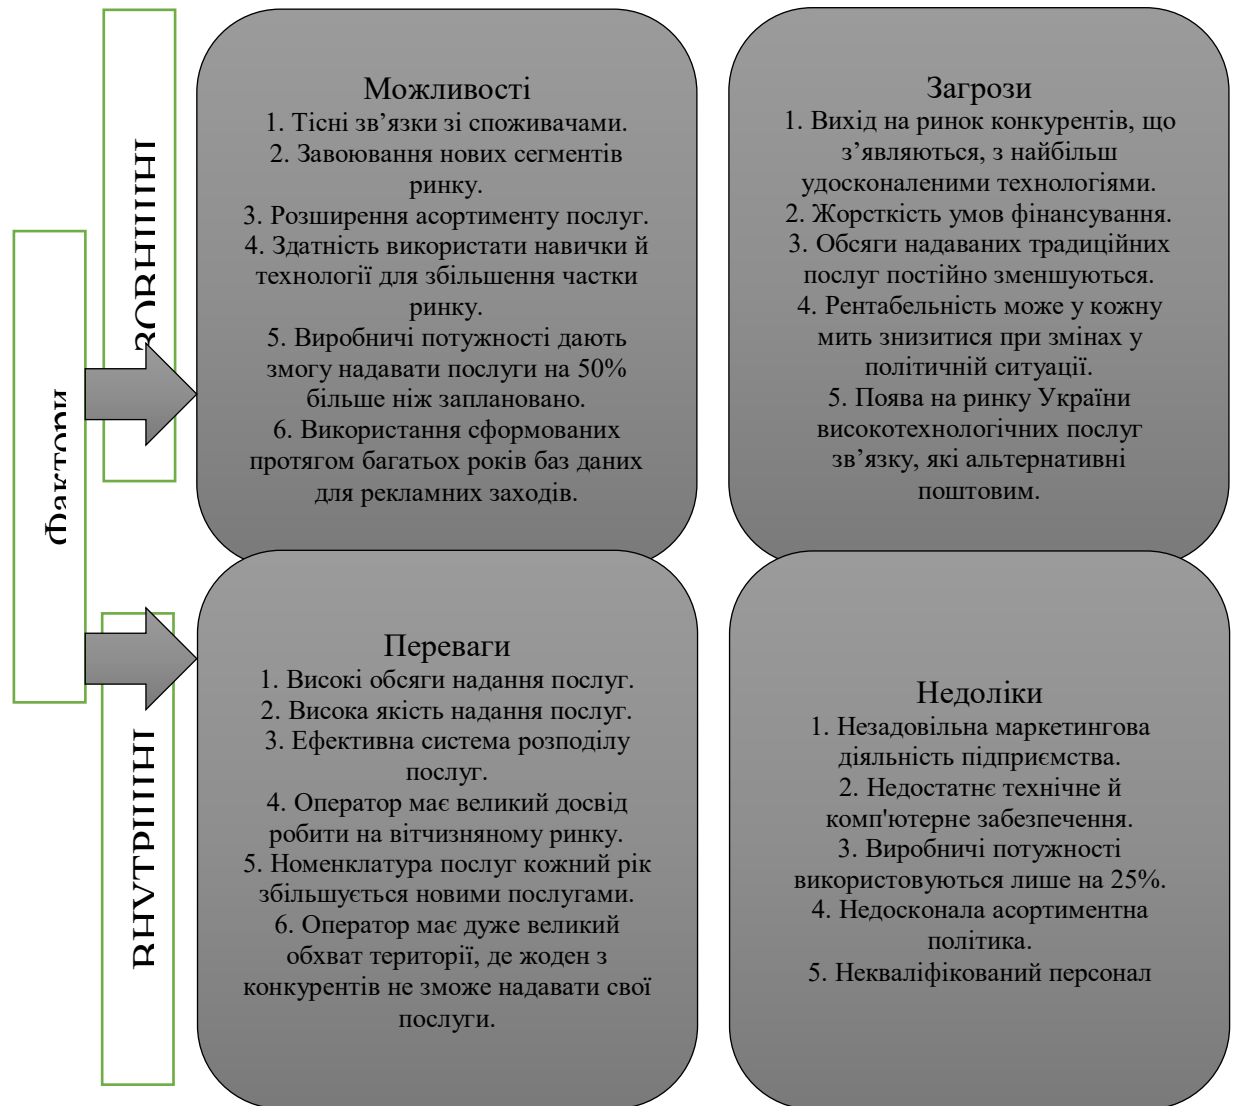 Фактори
ЗОВНІШНІ
Можливості
1. Тісні зв’язки зі споживачами.
2. Завоювання нових сегментів
ринку.
3. Розширення асортименту послуг.
4. Здатність використати навички й
технології для збільшення частки
ринку.
5. Виробничі потужності дають
змогу надавати послуги на 50%
більше ніж заплановано.
6. Використання сформованих
протягом багатьох років баз даних
для рекламних заходів.
Загрози
1. Вихід на ринок конкурентів, що
з’являються, з найбільш
удосконаленими технологіями.
2. Жорсткість умов фінансування.
3. Обсяги надаваних традиційних
послуг постійно зменшуються.
4. Рентабельність може у кожну
мить знизитися при змінах у
політичній ситуації.
5. Поява на ринку України
високотехнологічних послуг
зв’язку, які альтернативні
поштовим.
ВНУТРІШНІ
Переваги
1. Високі обсяги надання послуг.
2. Висока якість надання послуг.
3. Ефективна система розподілу
послуг.
4. Оператор має великий досвід
робити на вітчизняному ринку.
5. Номенклатура послуг кожний рік
збільшується новими послугами.
6. Оператор має дуже великий
обхват території, де жоден з
конкурентів не зможе надавати свої
послуги.
Недоліки
1. Незадовільна маркетингова
діяльність підприємства.
2. Недостатнє технічне й
комп'ютерне забезпечення.
3. Виробничі потужності
використовуються лише на 25%.
4. Недосконала асортиментна
політика.
5. Некваліфікований персонал